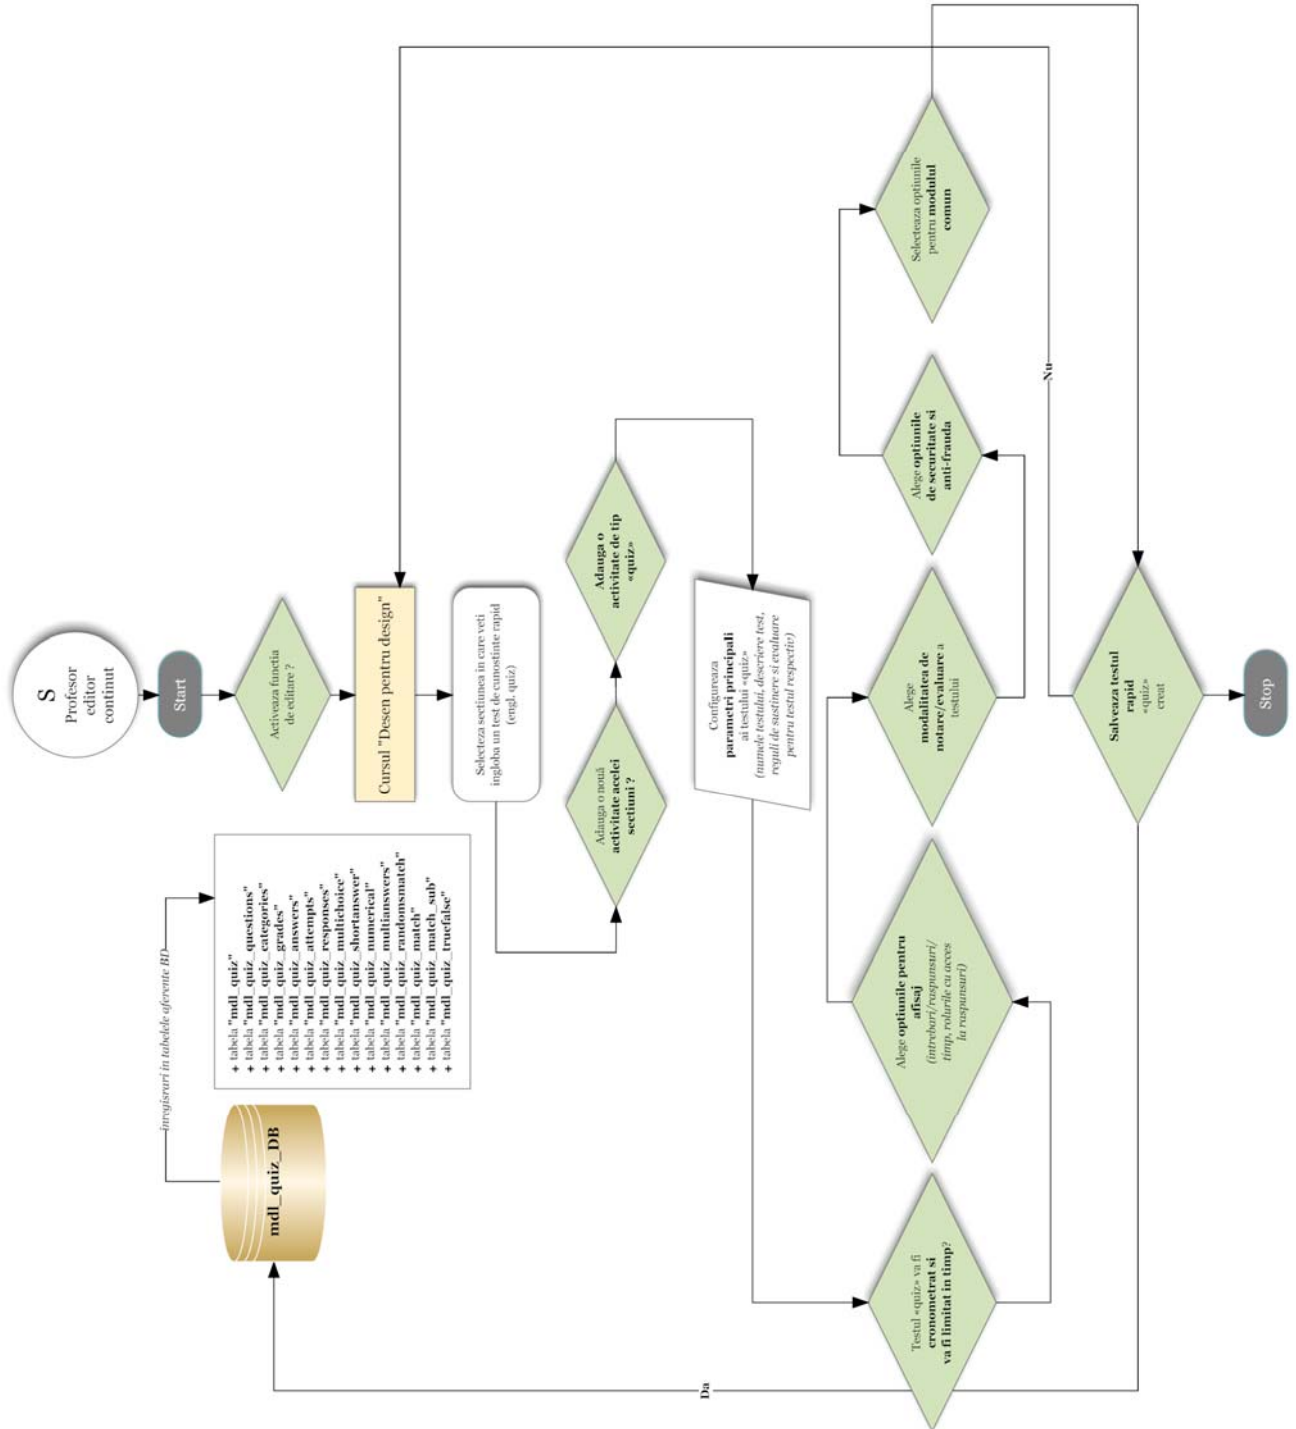 S
Profesor
editor
continut
Start
Activeaza functia
de editare ?
Cursul "Desen pentru design"
Selecteza sectiunea in care veti
ingloba un test de cunostinte rapid
(engl. quiz)
Adauga o nouă
activitate acelei
sectiuni ?
Adauga o
activitate de tip
«quiz»
Configureaza
parametri principali
ai testului «quiz»
(numele testului, descriere test,
reguli de sustinere si evaluare
pentru testul respectiv)
Testul «quiz» va fi
cronometrat si
va fi limitat in timp?
Alege optiunile pentru
afisaj
(intrebari/raspunsuri/
timp, rolurile cu acces
la raspunsuri)
Alege
modalitatea de
notare/evaluare a
testului
Alege optiunile
de securitate si
anti-frauda
Selecteaza optiunile
pentru modulul
comun
Salveaza testul
rapid
«quiz»
creat
Nu
Da
Stop
mdl_quiz_DB
inregisrari in tabelele aferente BD
+ tabela "mdl_quiz"
+ tabela "mdl_quiz_questions"
+ tabela "mdl_quiz_categories"
+ tabela "mdl_quiz_grades"
+ tabela "mdl_quiz_answers"
+ tabela "mdl_quiz_attempts"
+ tabela "mdl_quiz_responses"
+ tabela "mdl_quiz_multichoice"
+ tabela "mdl_quiz_shortanswer"
+ tabela "mdl_quiz_numerical"
+ tabela "mdl_quiz_multianswers"
+ tabela "mdl_quiz_randomsmatch"
+ tabela "mdl_quiz_match"
+ tabela "mdl_quiz_match_sub"
+ tabela "mdl_quiz_truefalse"